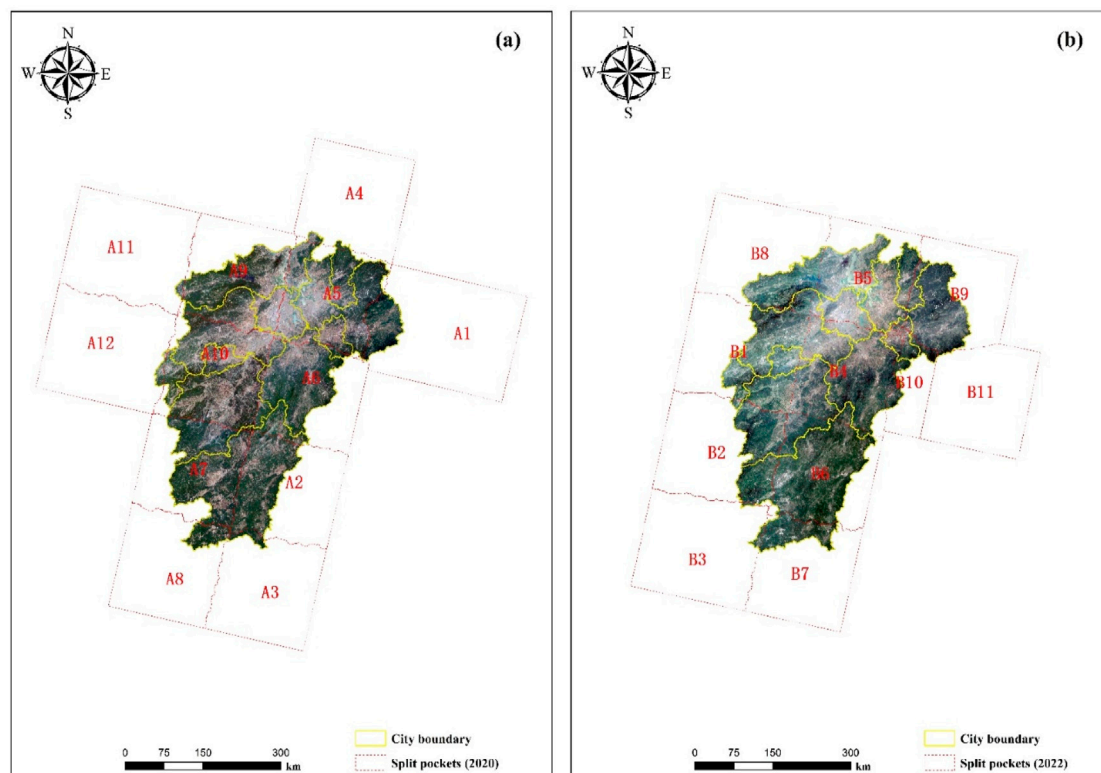 (a)
N
W E
S
A4
A11
A9
A5
A1
A12
A10
A6
A7
A2
A8
A3
City boundary
0 75 150 300
km
Split pockets (2020)
(b)
N
W E
S
B8
B5
B9
B1
B4
B10
B11
B2
B6
B3
B7
City boundary
0 75 150 300
km
Split pockets (2022)